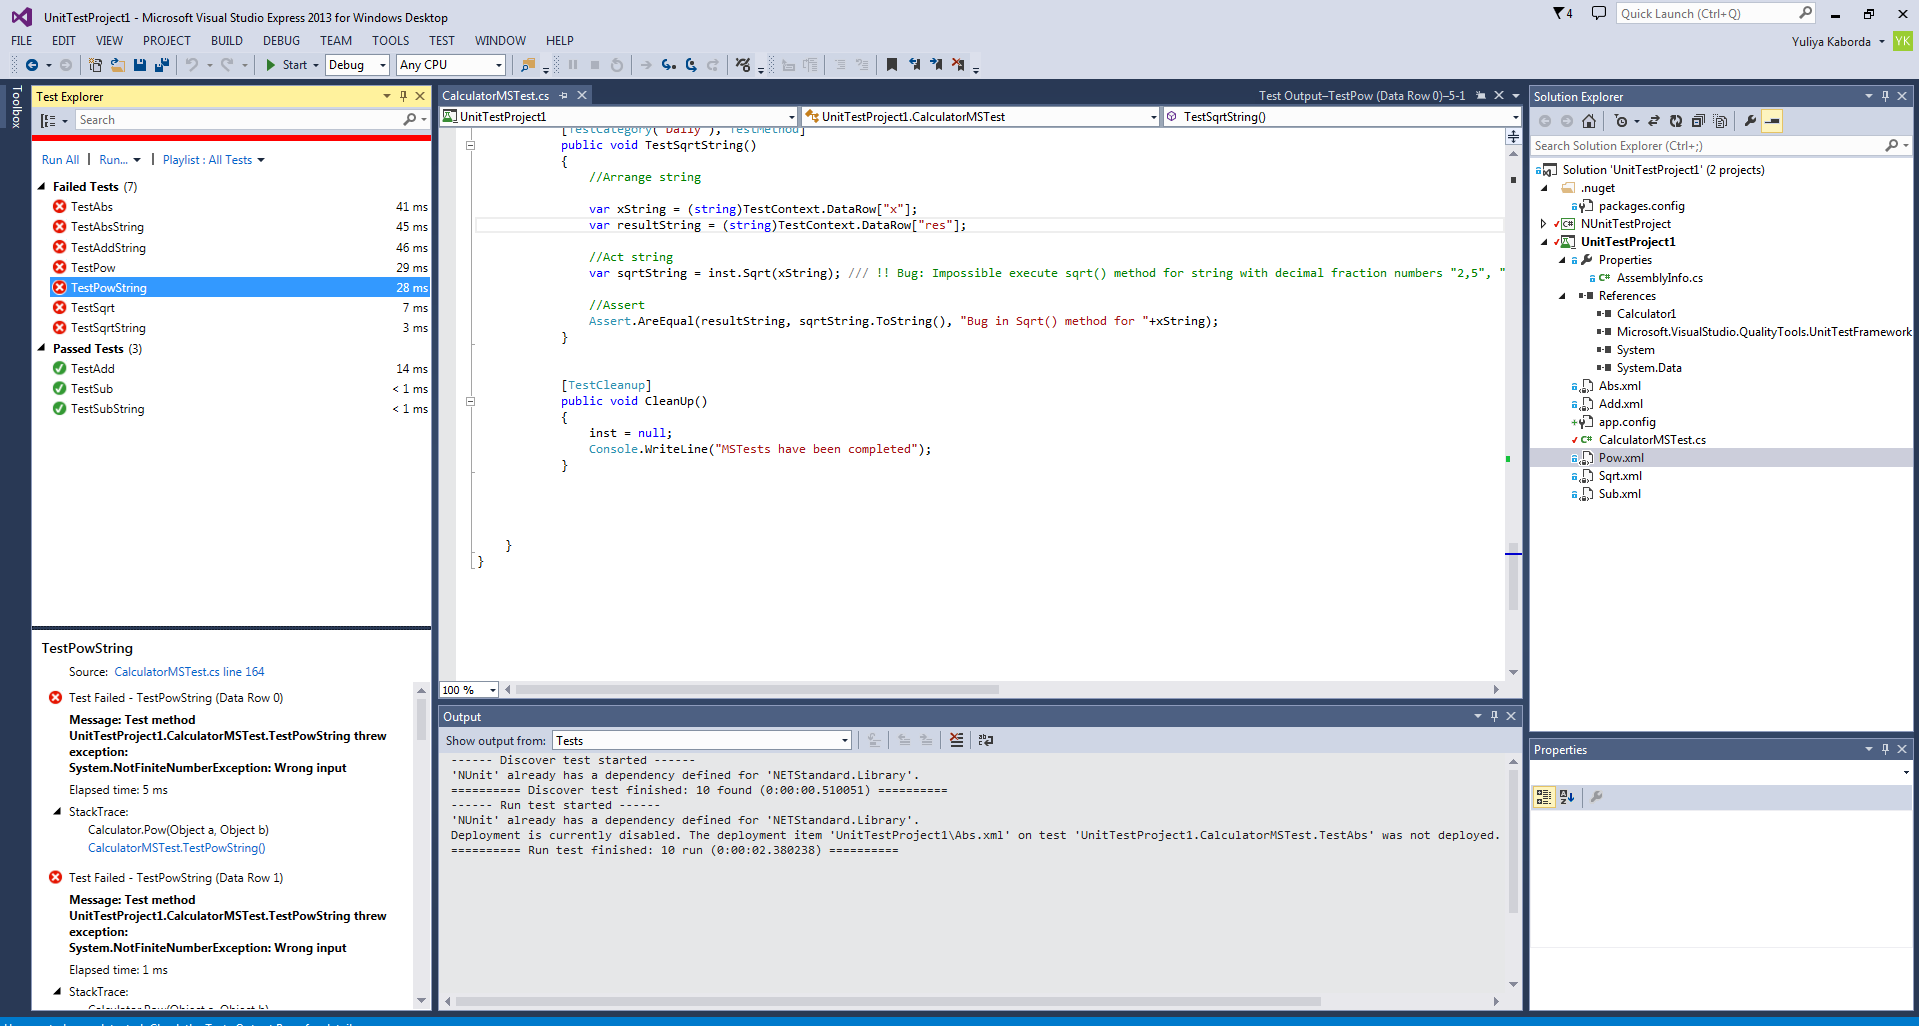 UnitTestProject1 - Microsoft Visual Studio Express 2013 for Windows Desktop
4
Quick Launch (Ctrl+Q)
FILE EDIT VIEW PROJECT BUILD DEBUG TEAM TOOLS TEST WINDOW HELP
Yuliya Kaborda YK
Start Debug Any CPU
Toolbox
Test Explorer
Search
Run All | Run... | Playlist : All Tests
Failed Tests (7)
TestAbs 41 ms
TestAbsString 45 ms
TestAddString 46 ms
TestPow 29 ms
TestPowString 28 ms
TestSqrt 7 ms
TestSqrtString 3 ms
Passed Tests (3)
TestAdd 14 ms
TestSub < 1 ms
TestSubString < 1 ms
TestPowString
Source: CalculatorMSTest.cs line 164
Test Failed - TestPowString (Data Row 0)
Message: Test method
UnitTestProject1.CalculatorMSTest.TestPowString threw
exception:
System.NotFiniteNumberException: Wrong input
Elapsed time: 5 ms
StackTrace:
Calculator.Pow(Object a, Object b)
CalculatorMSTest.TestPowString()
Test Failed - TestPowString (Data Row 1)
Message: Test method
UnitTestProject1.CalculatorMSTest.TestPowString threw
exception:
System.NotFiniteNumberException: Wrong input
Elapsed time: 1 ms
StackTrace:
Calculator.Pow(Object a, Object b)
CalculatorMSTest.cs
Test Output–TestPow (Data Row 0)–5-1
UnitTestProject1
UnitTestProject1.CalculatorMSTest
TestSqrtString()
[TestCategory("Daily"), TestMethod]
public void TestSqrtString()
{
//Arrange string
var xString = (string)TestContext.DataRow["x"];
var resultString = (string)TestContext.DataRow["res"];
//Act string
var sqrtString = inst.Sqrt(xString); /// !! Bug: Impossible execute sqrt() method for string with decimal fraction numbers "2,5", "
//Assert
Assert.AreEqual(resultString, sqrtString.ToString(), "Bug in Sqrt() method for "+xString);
}
[TestCleanup]
public void CleanUp()
{
inst = null;
Console.WriteLine("MSTests have been completed");
}
}
}
100 %
Output
Show output from: Tests
------ Discover test started ------
'NUnit' already has a dependency defined for 'NETStandard.Library'.
========== Discover test finished: 10 found (0:00:00.510051) ==========
------ Run test started ------
'NUnit' already has a dependency defined for 'NETStandard.Library'.
Deployment is currently disabled. The deployment item 'UnitTestProject1\Abs.xml' on test 'UnitTestProject1.CalculatorMSTest.TestAbs' was not deployed.
========== Run test finished: 10 run (0:00:02.380238) ==========
Solution Explorer
Search Solution Explorer (Ctrl+;)
Solution 'UnitTestProject1' (2 projects)
.nuget
packages.config
NUnitTestProject
UnitTestProject1
Properties
AssemblyInfo.cs
References
Calculator1
Microsoft.VisualStudio.QualityTools.UnitTestFramework
System
System.Data
Abs.xml
Add.xml
app.config
CalculatorMSTest.cs
Pow.xml
Sqrt.xml
Sub.xml
Properties